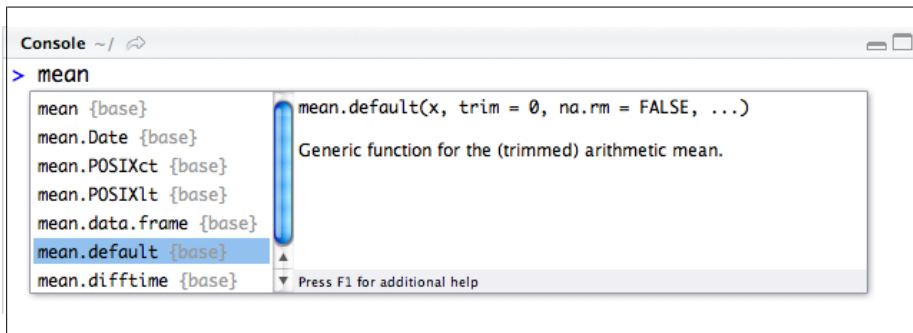 Console ~/
> mean
mean {base}
mean.Date {base}
mean.POSIXct {base}
mean.POSIXlt {base}
mean.data.frame {base}
mean.default {base}
mean.difftime {base}
mean.default(x, trim = 0, na.rm = FALSE, ...)
Generic function for the (trimmed) arithmetic mean.
Press F1 for additional help